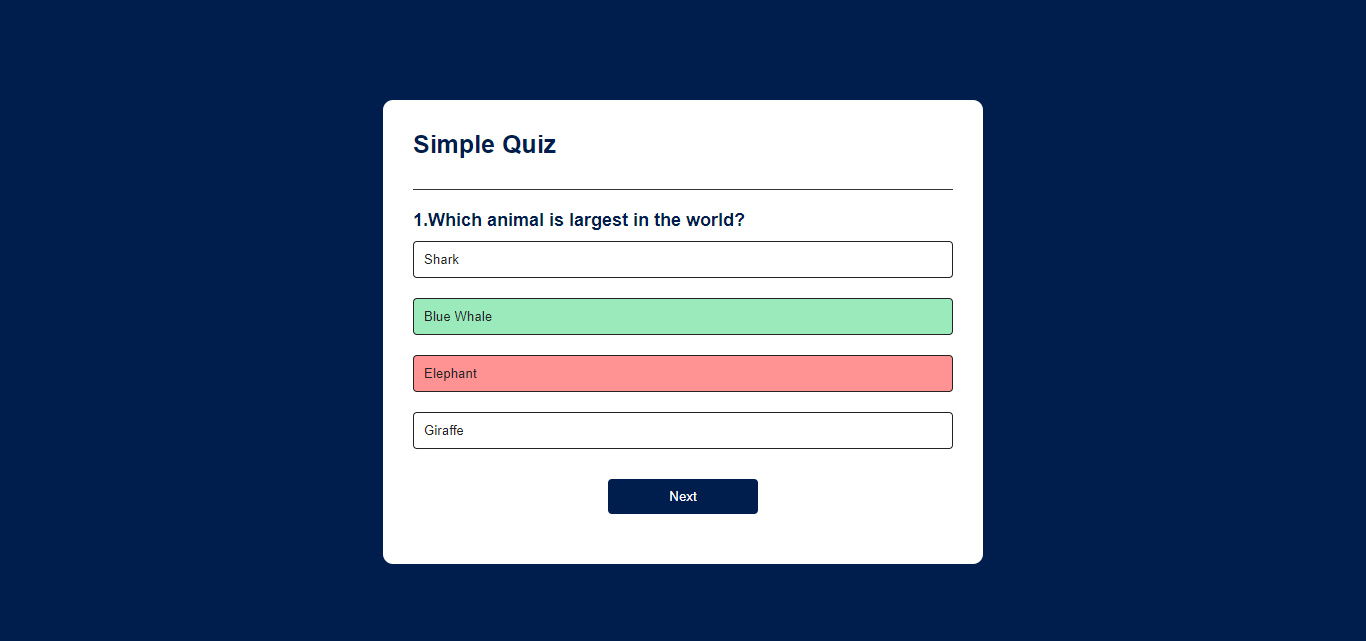 Simple Quiz
1.Which animal is largest in the world?
Shark
Blue Whale
Elephant
Giraffe
Next